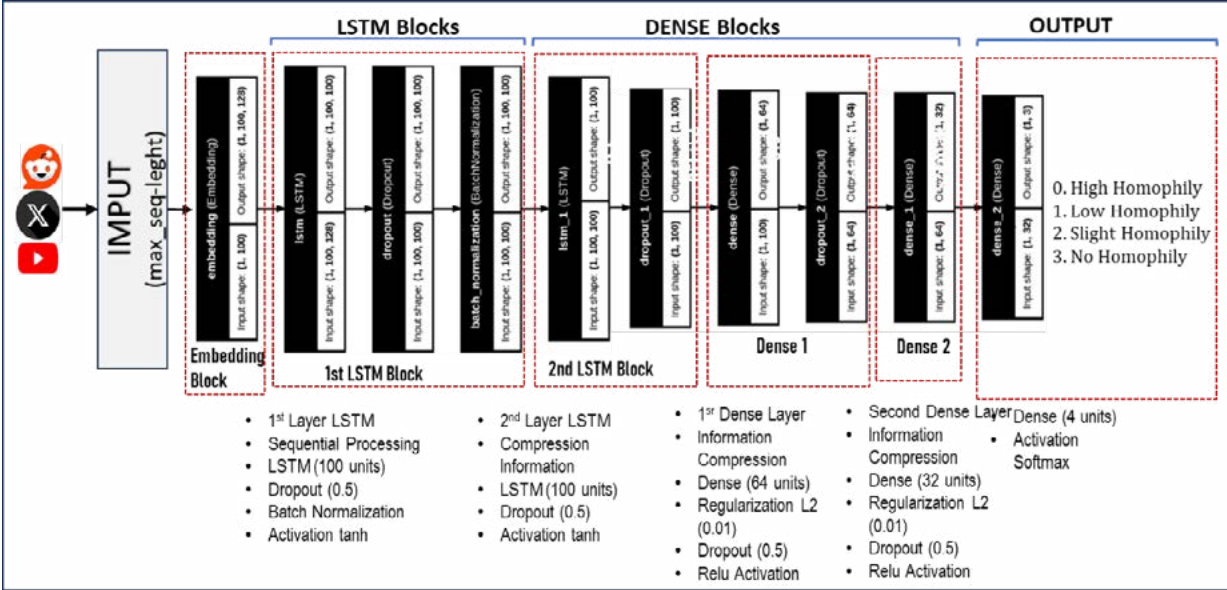 LSTM Blocks
DENSE Blocks
OUTPUT
IMPUT
(max_seq-leght)
embedding (Embedding)
Input shape: (1, 100)
Output shape: (1, 100, 128)
Embedding
Block
lstm (LSTM)
Input shape: (1, 100, 128)
Output shape: (1, 100, 100)
dropout (Dropout)
Input shape: (1, 100, 100)
Output shape: (1, 100, 100)
batch_normalization (BatchNormalization)
Input shape: (1, 100, 100)
Output shape: (1, 100, 100)
1st LSTM Block
lstm_1 (LSTM)
Input shape: (1, 100, 100)
Output shape: (1, 100)
dropout_1 (Dropout)
Input shape: (1, 100)
Output shape: (1, 100)
2nd LSTM Block
dense (Dense)
Input shape: (1, 100)
Output shape: (1, 64)
dropout_2 (Dropout)
Input shape: (1, 64)
Output shape: (1, 64)
Dense 1
dense_1 (Dense)
Input shape: (1, 64)
Output shape: (1, 32)
Dense 2
dense_2 (Dense)
Input shape: (1, 32)
Output shape: (1, 3)
0. High Homophily
1. Low Homophily
2. Slight Homophily
3. No Homophily
• 1st Layer LSTM
• Sequential Processing
• LSTM (100 units)
• Dropout (0.5)
• Batch Normalization
• Activation tanh
• 2nd Layer LSTM
• Compression
Information
• LSTM (100 units)
• Dropout (0.5)
• Activation tanh
• 1sr Dense Layer
• Information
Compression
• Dense (64 units)
• Regularization L2
(0.01)
• Dropout (0.5)
• Relu Activation
• Second Dense Layer
• Information
Compression
• Dense (32 units)
• Regularization L2
(0.01)
• Dropout (0.5)
• Relu Activation
• Dense (4 units)
• Activation
Softmax